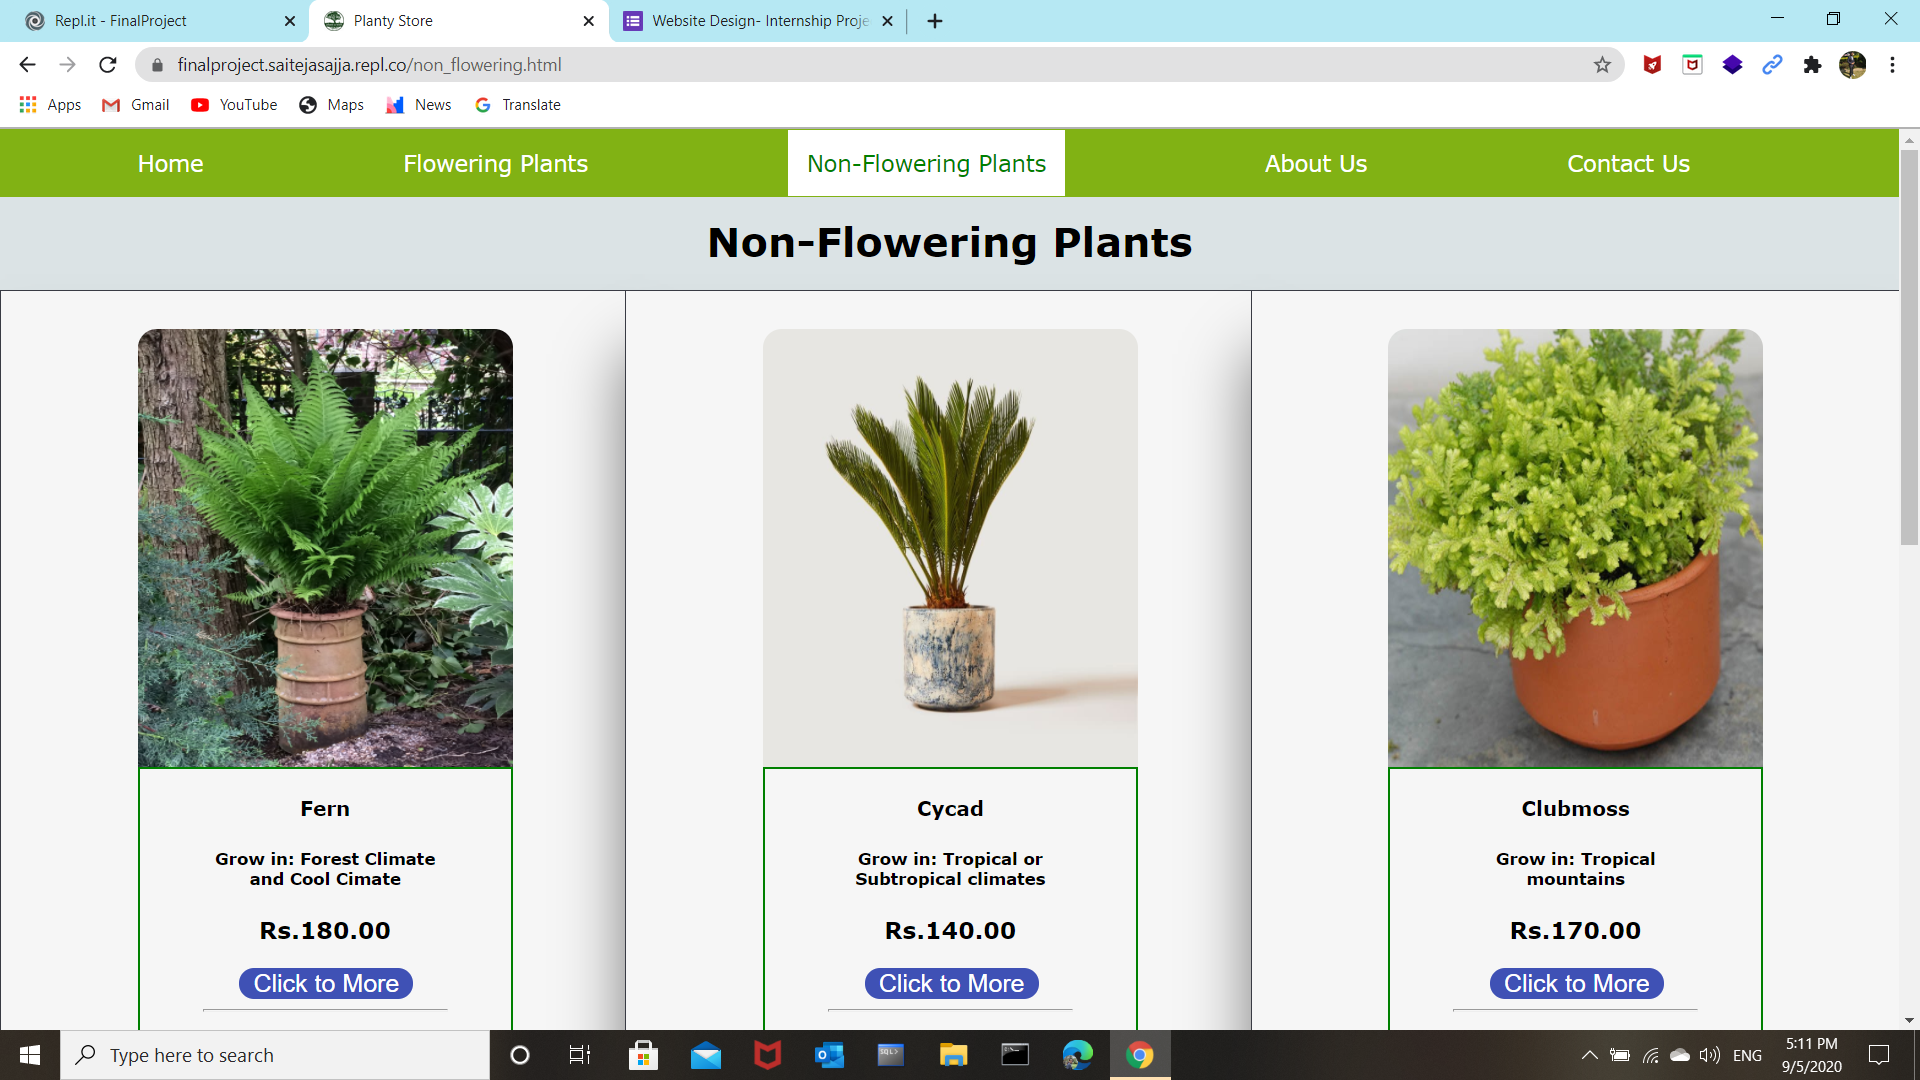 Repl.it - FinalProject
Planty Store
Website Design- Internship Proje
finalproject.saitejasajja.repl.co/non_flowering.html
Apps
Gmail
YouTube
Maps
News
Translate
Home
Flowering Plants
Non-Flowering Plants
About Us
Contact Us
Non-Flowering Plants
Fern
Grow in: Forest Climate
and Cool Cimate
Rs.180.00
Click to More
Cycad
Grow in: Tropical or
Subtropical climates
Rs.140.00
Click to More
Clubmoss
Grow in: Tropical
mountains
Rs.170.00
Click to More
Type here to search
SQL>
ENG
5:11 PM
9/5/2020